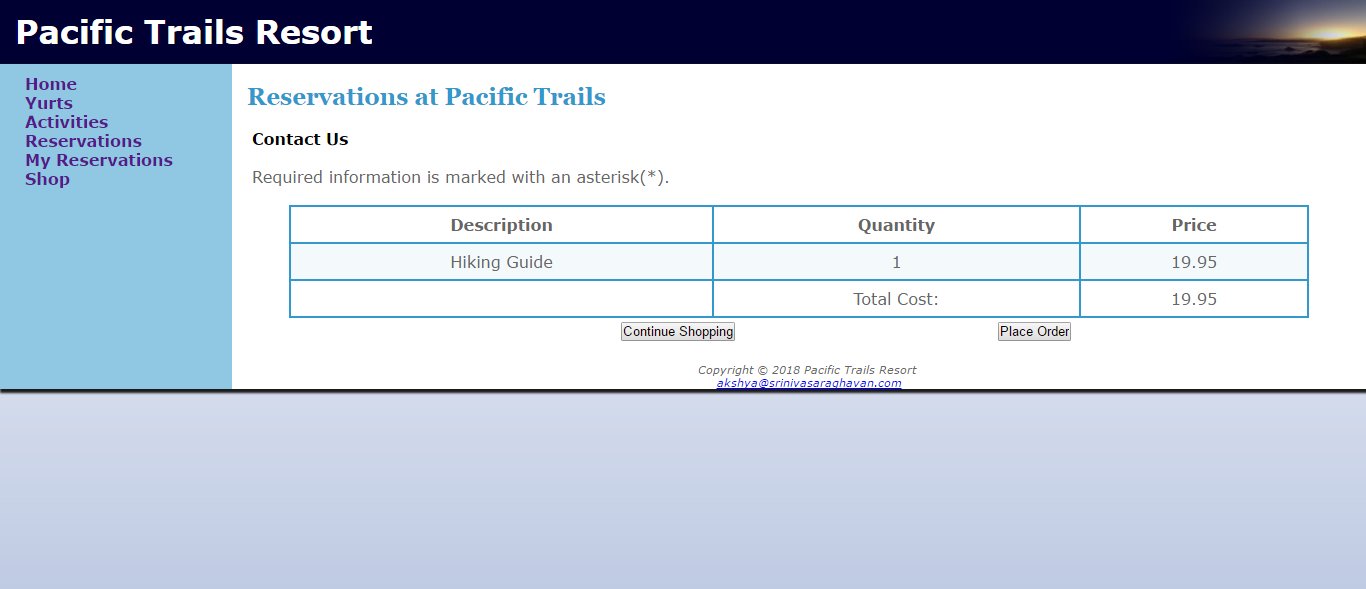 Pacific Trails Resort
Home
Yurts
Activities
Reservations
My Reservations
Shop
Reservations at Pacific Trails
Contact Us
Required information is marked with an asterisk(*).
Description Quantity Price
Hiking Guide 1 19.95
Total Cost: 19.95
Continue Shopping Place Order
Copyright © 2018 Pacific Trails Resort
akshya@srinivasaraghavan.com